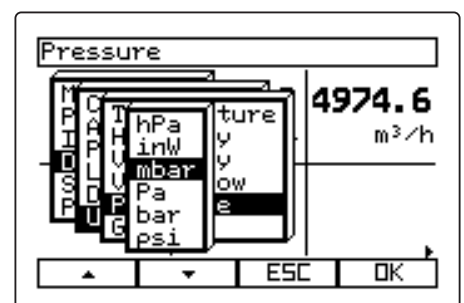 Pressure
4974.6
m³/h
M
P
I
D
S
P
C
A
P
L
D
U
T
H
V
V
P
G
hPa
inW
mbar
Pa
bar
psi
ture
y
y
ow
e
ESC
OK